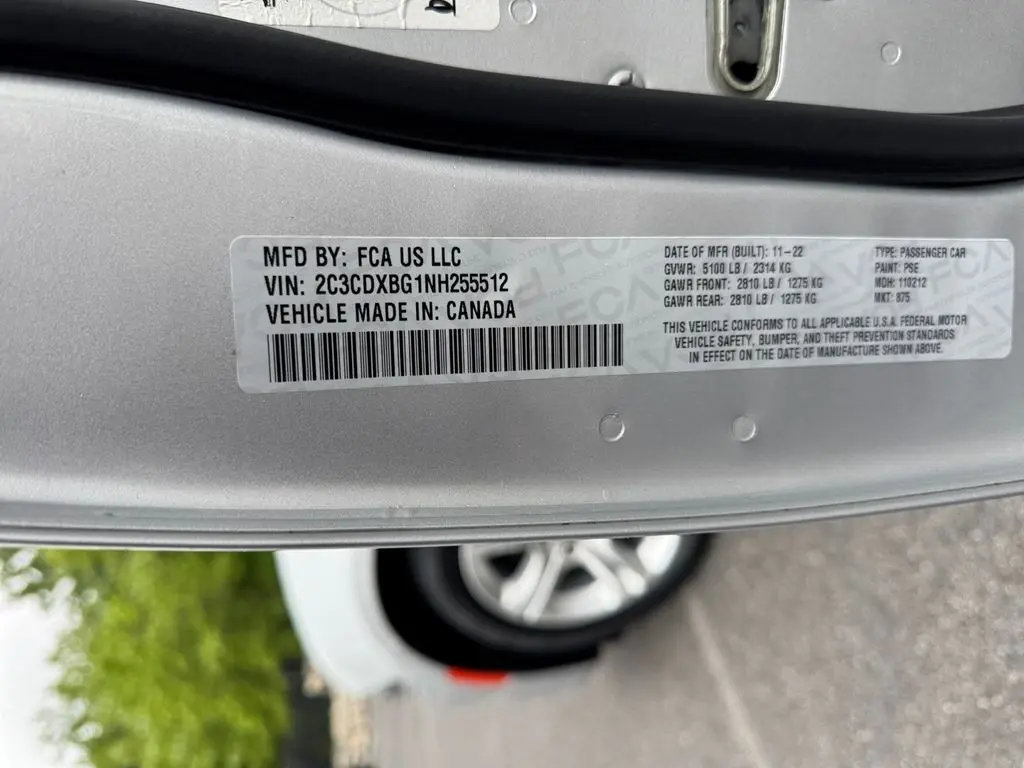 MFD BY: FCA US LLC
VIN: 2C3CDXBG1NH255512
VEHICLE MADE IN: CANADA
DATE OF MFR (BUILT): 11-22
GVWR: 5100 LB / 2314 KG
GAWR FRONT: 2810 LB / 1275 KG
GAWR REAR: 2810 LB / 1275 KG
TYPE: PASSENGER CAR
PAINT: PSE
MDH: 110212
MKT: 875
THIS VEHICLE CONFORMS TO ALL APPLICABLE U.S.A. FEDERAL MOTOR
VEHICLE SAFETY, BUMPER, AND THEFT PREVENTION STANDARDS
IN EFFECT ON THE DATE OF MANUFACTURE SHOWN ABOVE.